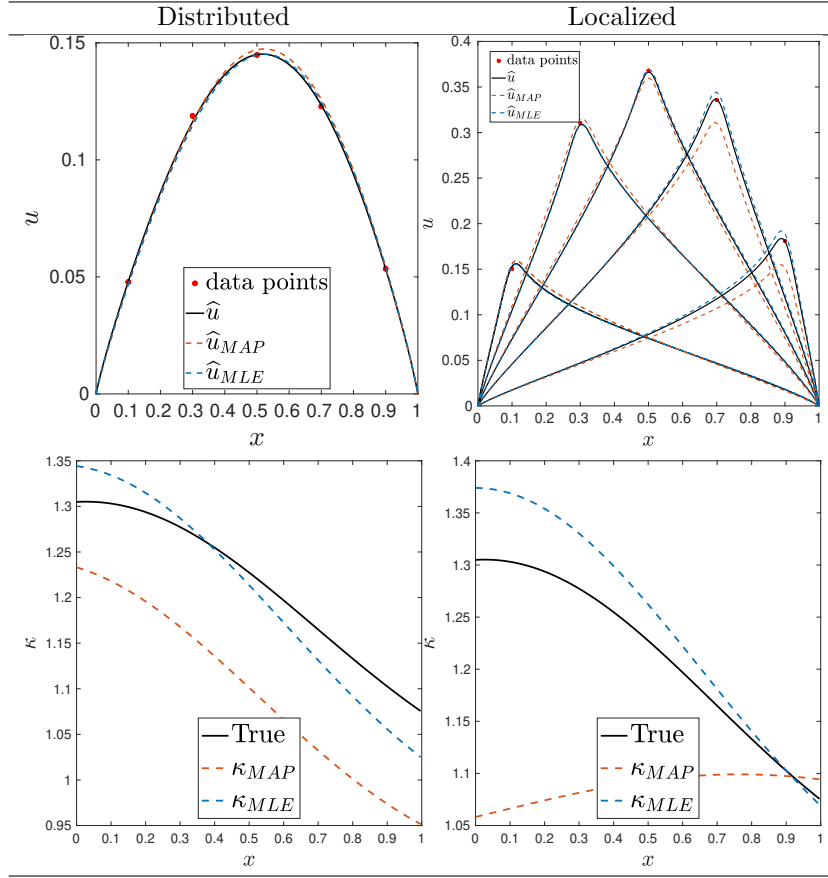 Distributed
Localized
0.15
0.1
0.05
0
u
data points
û
û_MAP
û_MLE
0 0.1 0.2 0.3 0.4 0.5 0.6 0.7 0.8 0.9 1
x
0.4
0.35
0.3
0.25
0.2
0.15
0.1
0.05
0
u
data points
û
û_MAP
û_MLE
0 0.1 0.2 0.3 0.4 0.5 0.6 0.7 0.8 0.9 1
x
1.35
1.3
1.25
1.2
1.15
1.1
1.05
1
0.95
κ
True
κ_MAP
κ_MLE
0 0.1 0.2 0.3 0.4 0.5 0.6 0.7 0.8 0.9 1
x
1.4
1.35
1.3
1.25
1.2
1.15
1.1
1.05
κ
True
κ_MAP
κ_MLE
0 0.1 0.2 0.3 0.4 0.5 0.6 0.7 0.8 0.9 1
x